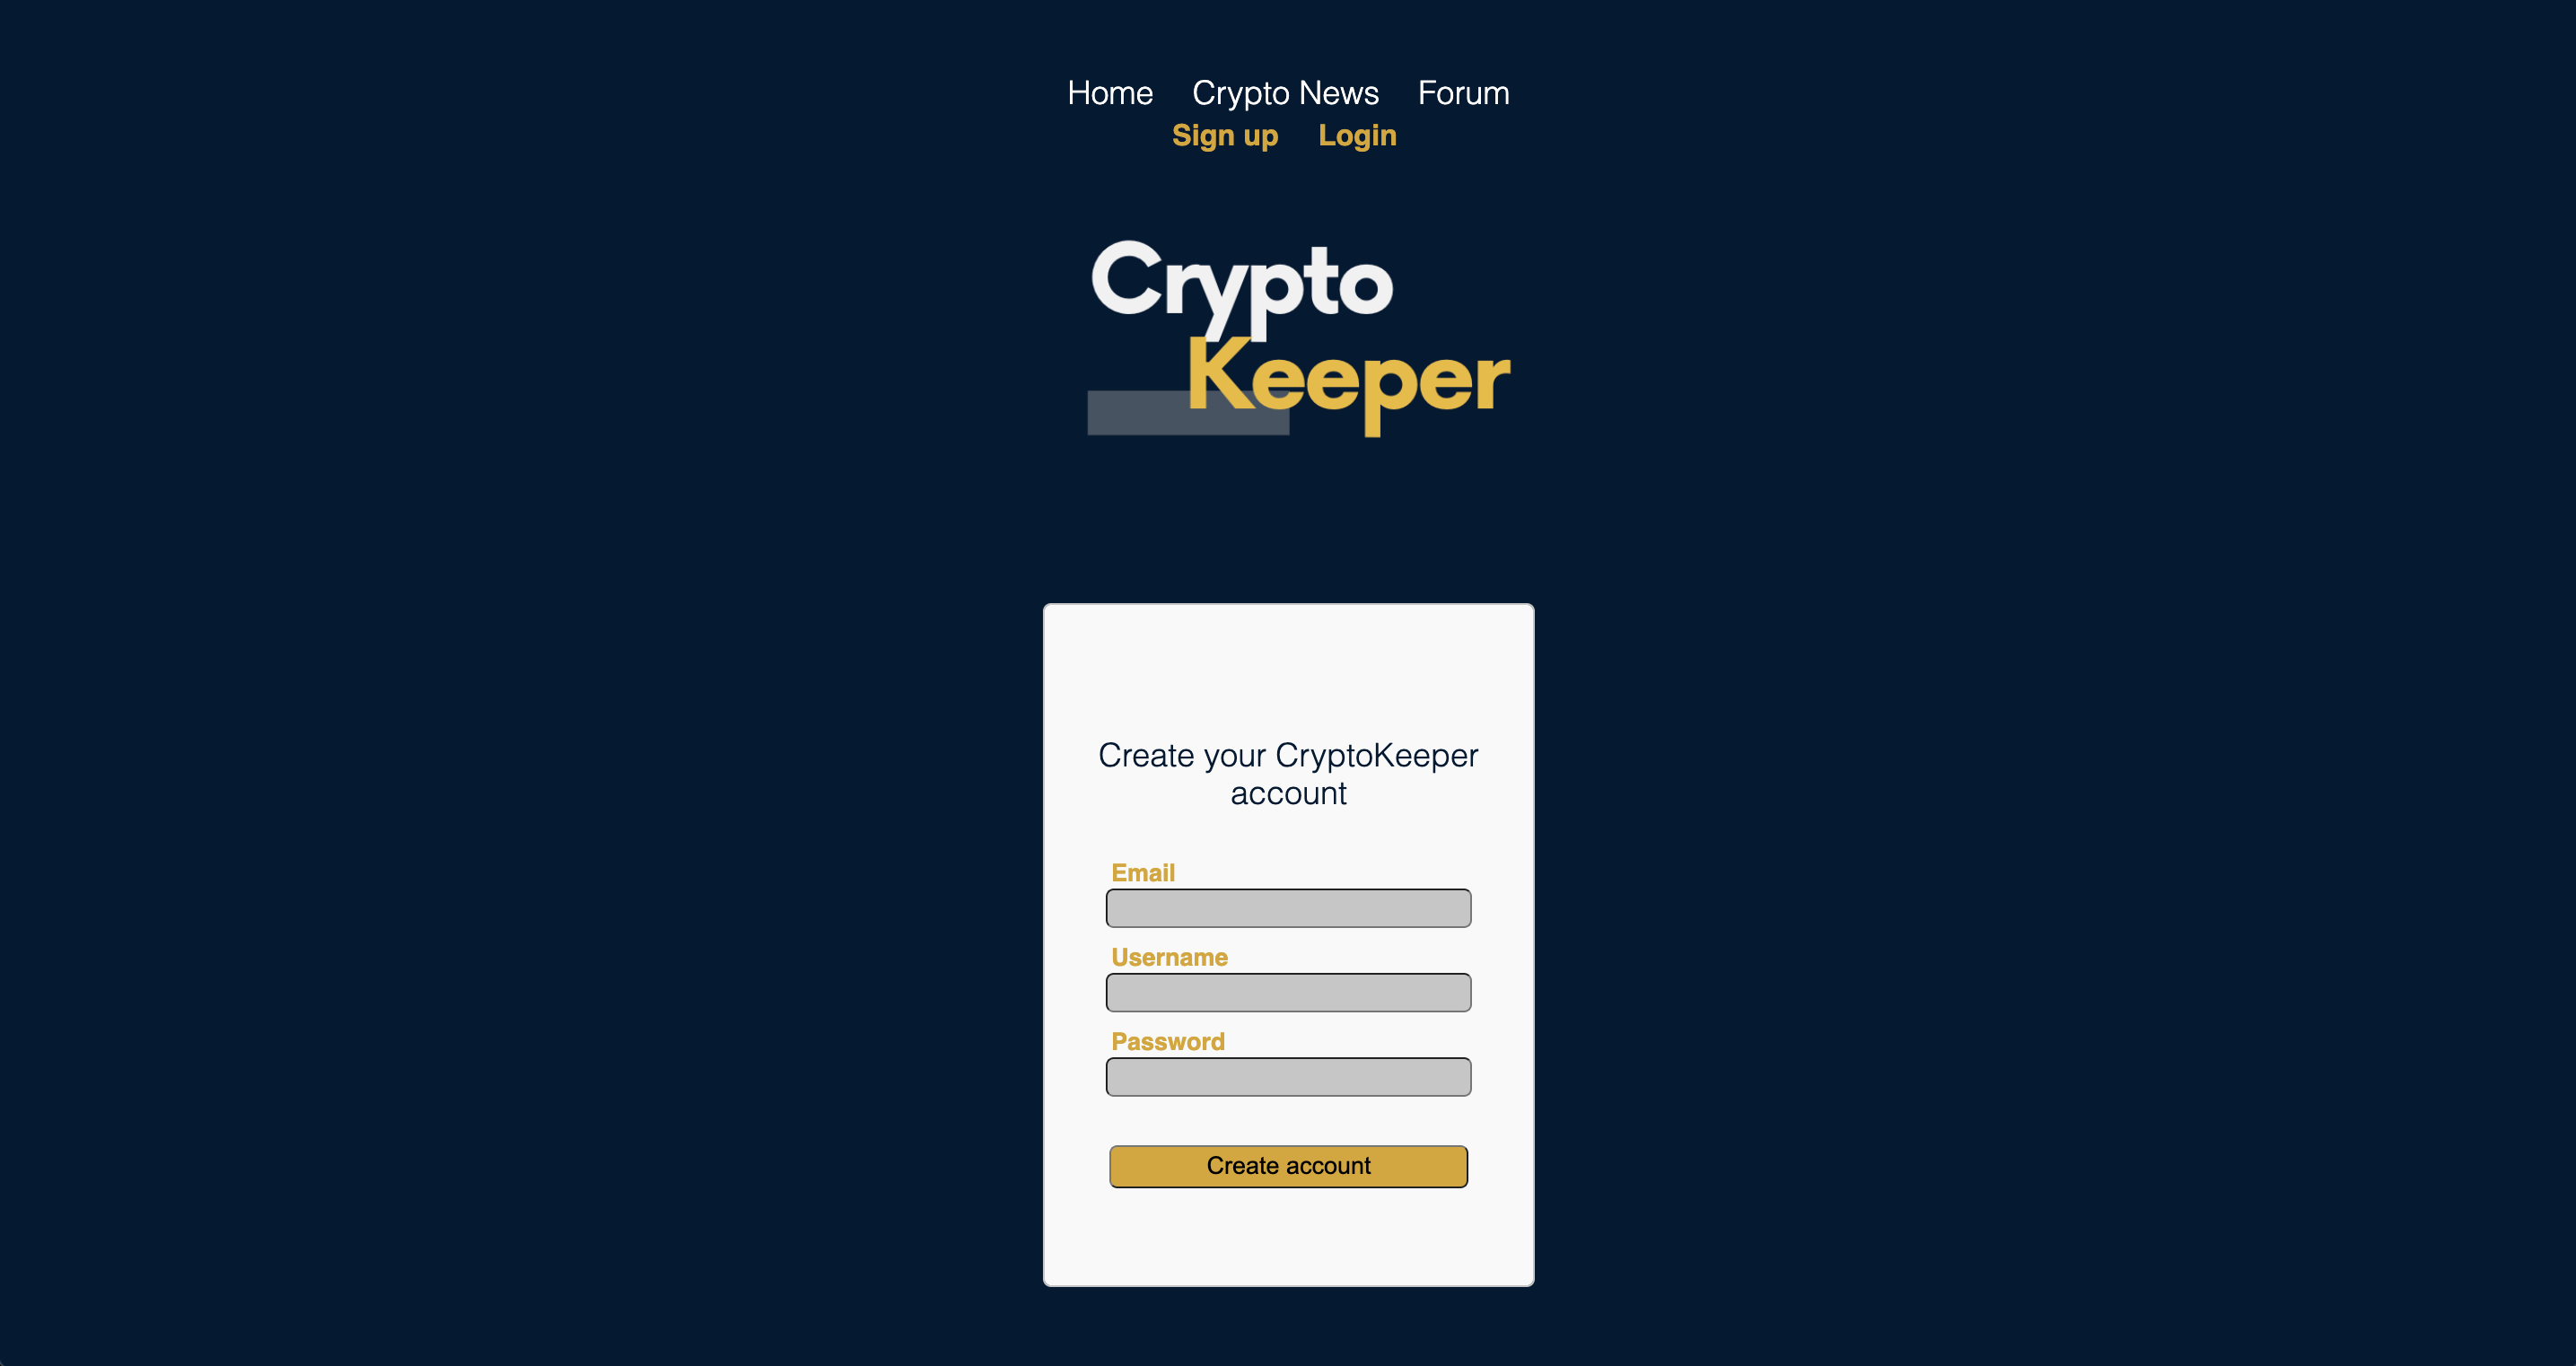 Home Crypto News Forum
Sign up Login
Crypto
Keeper
Create your CryptoKeeper
account
Email
Username
Password
Create account